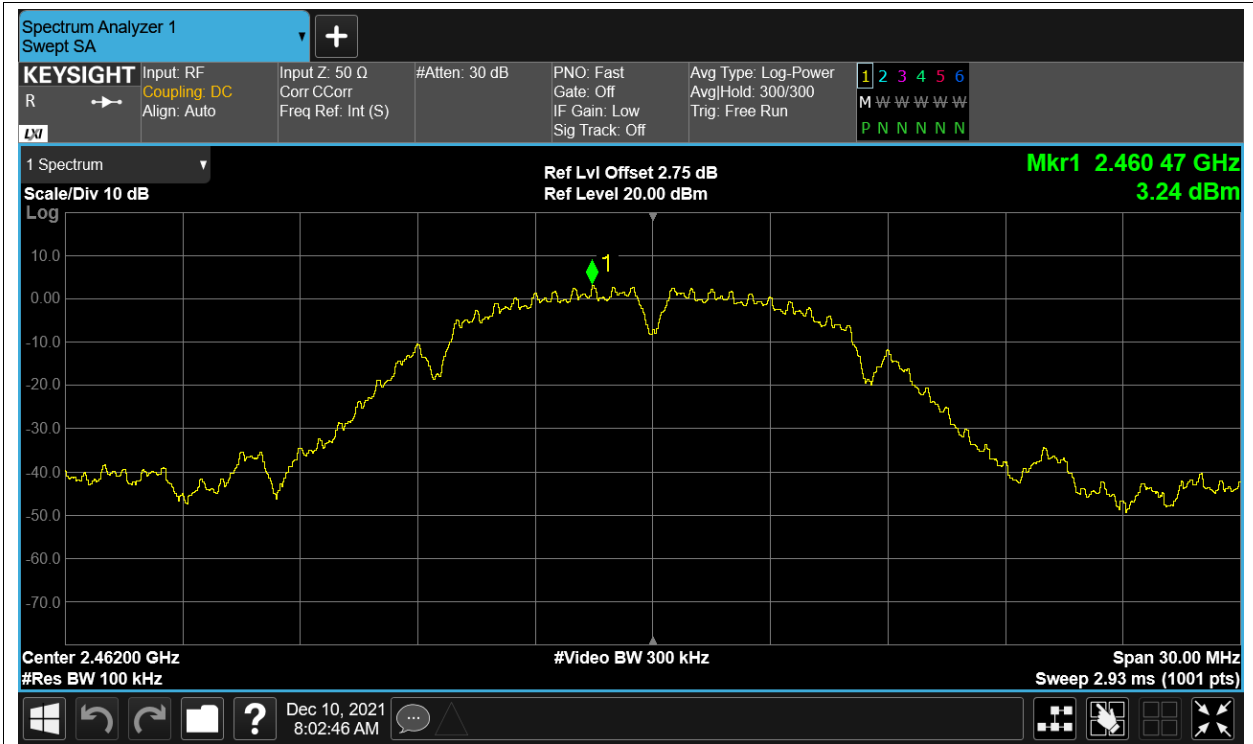 Spectrum Analyzer 1
Swept SA
KEYSIGHT
R
LXI
Input: RF
Coupling: DC
Align: Auto
Input Z: 50 Ω
Corr CCorr
Freq Ref: Int (S)
#Atten: 30 dB
PNO: Fast
Gate: Off
IF Gain: Low
Sig Track: Off
Avg Type: Log-Power
Avg|Hold: 300/300
Trig: Free Run
1 2 3 4 5 6
M W W W W W
P N N N N N
1 Spectrum
Scale/Div 10 dB
Log
Ref Lvl Offset 2.75 dB
Ref Level 20.00 dBm
Mkr1 2.460 47 GHz
3.24 dBm
1
10.0
0.00
-10.0
-20.0
-30.0
-40.0
-50.0
-60.0
-70.0
Center 2.46200 GHz
#Res BW 100 kHz
#Video BW 300 kHz
Span 30.00 MHz
Sweep 2.93 ms (1001 pts)
?
Dec 10, 2021
8:02:46 AM